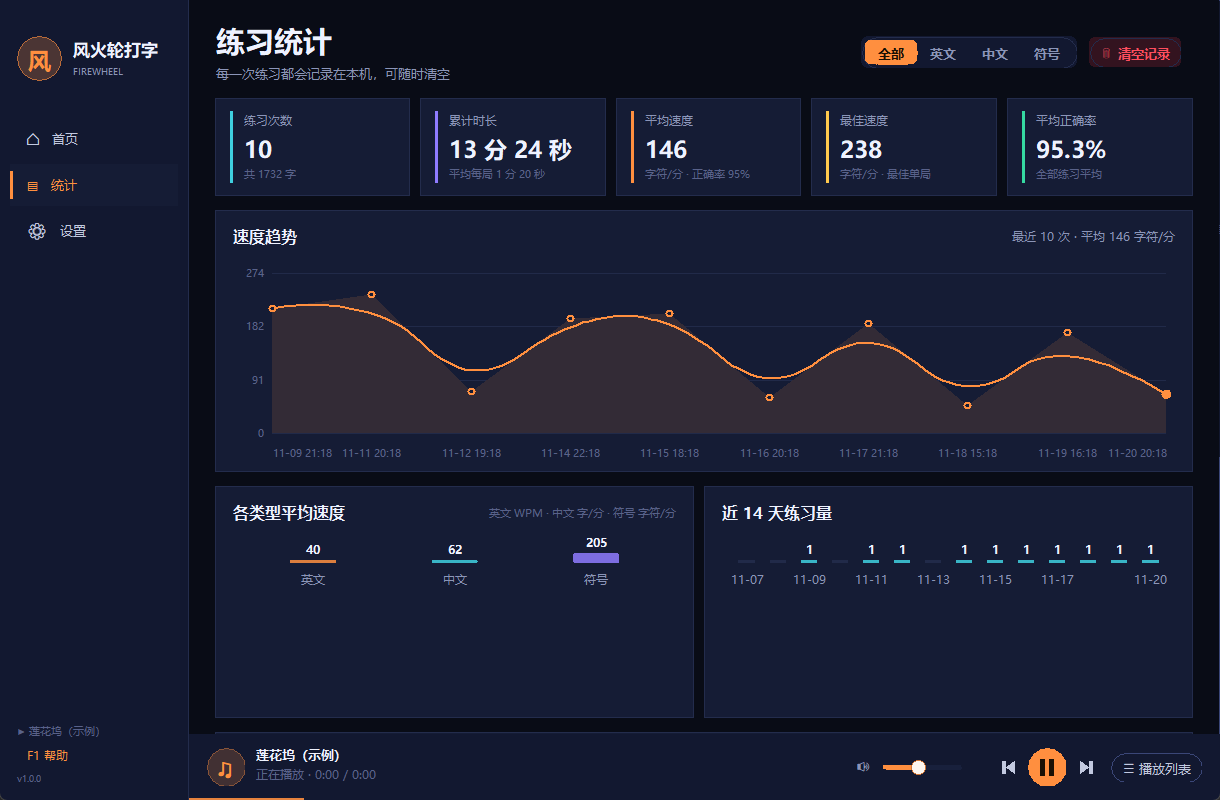 风
风火轮打字
FIREWHEEL
首页
统计
设置
莲花坞（示例）
F1 帮助
v1.0.0
练习统计
每一次练习都会记录在本机，可随时清空
全部 英文 中文 符号
清空记录
练习次数
10
共 1732 字
累计时长
13 分 24 秒
平均每局 1 分 20 秒
平均速度
146
字符/分 · 正确率 95%
最佳速度
238
字符/分 · 最佳单局
平均正确率
95.3%
全部练习平均
速度趋势
最近 10 次 · 平均 146 字符/分
274
182
91
0
11-09 21:18 11-11 20:18 11-12 19:18 11-14 22:18 11-15 18:18 11-16 20:18 11-17 21:18 11-18 15:18 11-19 16:18 11-20 20:18
各类型平均速度
英文 WPM · 中文 字/分 · 符号 字符/分
40 62 205
英文 中文 符号
近 14 天练习量
1 1 1 1 1 1 1 1 1 1
11-07 11-09 11-11 11-13 11-15 11-17 11-20
莲花坞（示例）
正在播放 · 0:00 / 0:00
播放列表